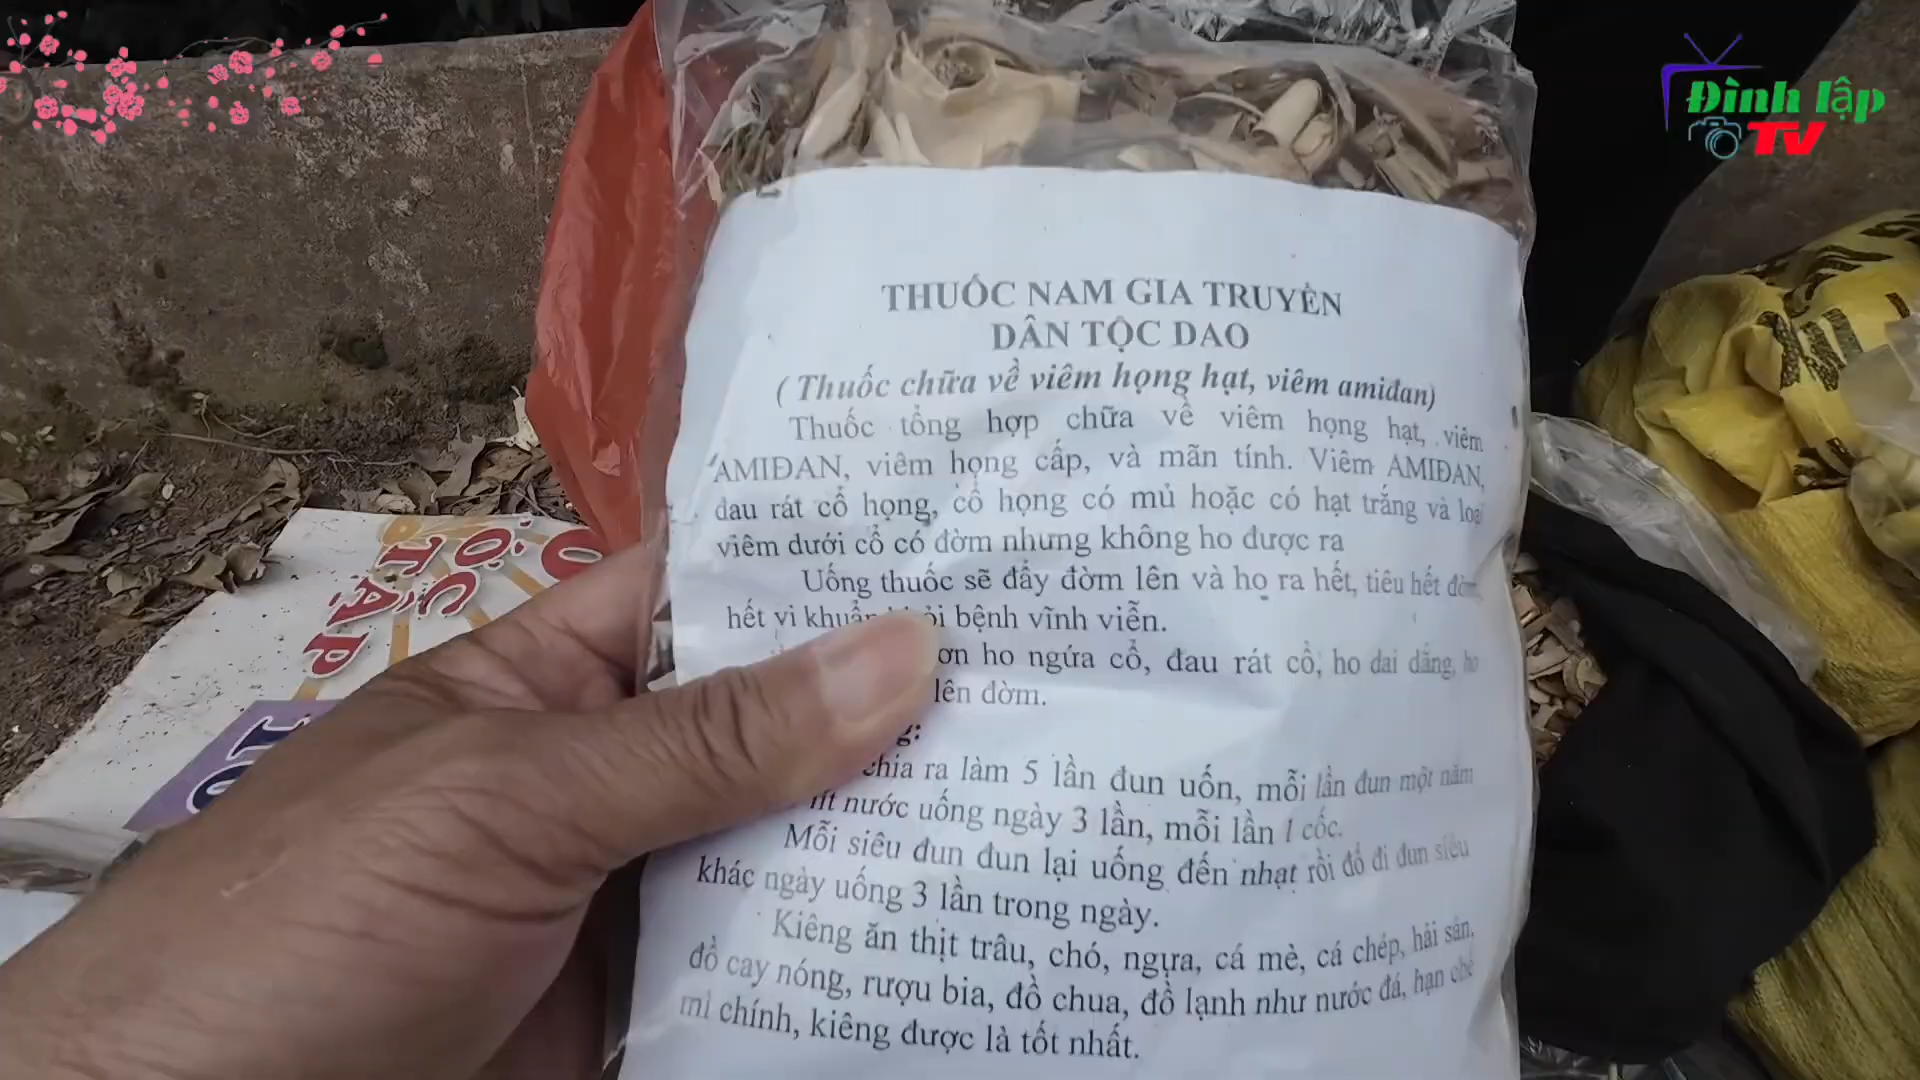 Đình lập
TV
THUỐC NAM GIA TRUYỀN
DÂN TỘC DAO
( Thuốc chữa về viêm họng hạt, viêm amiđan)
Thuốc tổng hợp chữa về viêm họng hạt, viêm
AMIĐAN, viêm họng cấp, và mãn tính. Viêm AMIĐAN,
đau rát cổ họng, cổ họng có mủ hoặc có hạt trắng và loại
viêm dưới cổ có đờm nhưng không ho được ra
Uống thuốc sẽ đẩy đờm lên và họ ra hết, tiêu hết đờm,
hết vi khuẩn bệnh vĩnh viễn.
ho ngứa cổ, đau rát cổ, ho dai dẳng, ho
lên đờm.
chia ra làm 5 lần đun uốn, mỗi lần đun một năm
lít nước uống ngày 3 lần, mỗi lần 1 cốc.
Mỗi siêu đun đun lại uống đến nhạt rồi đổ đi đun siêu
khác ngày uống 3 lần trong ngày.
Kiêng ăn thịt trâu, chó, ngựa, cá mè, cá chép, hải sản,
đồ cay nóng, rượu bia, đồ chua, đồ lạnh như nước đá, hạn chế
mì chính, kiêng được là tốt nhất.